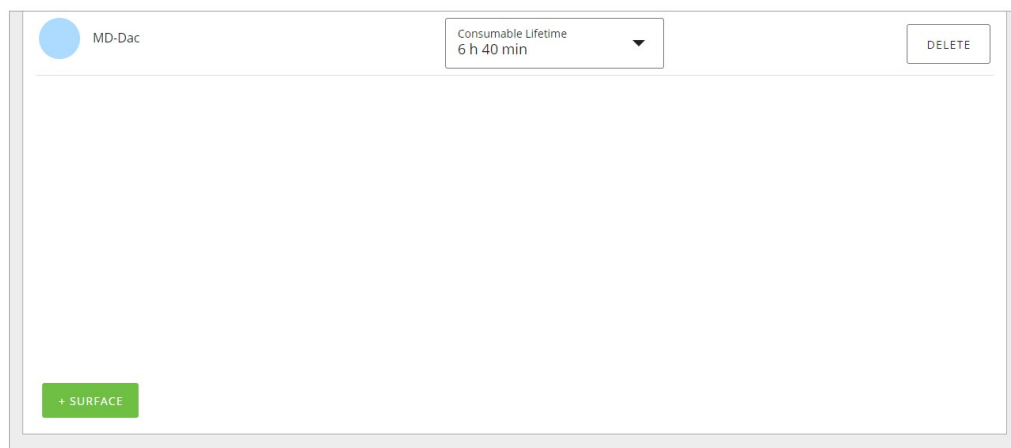 MD-Dac
Consumable Lifetime
6 h 40 min
DELETE
+ SURFACE